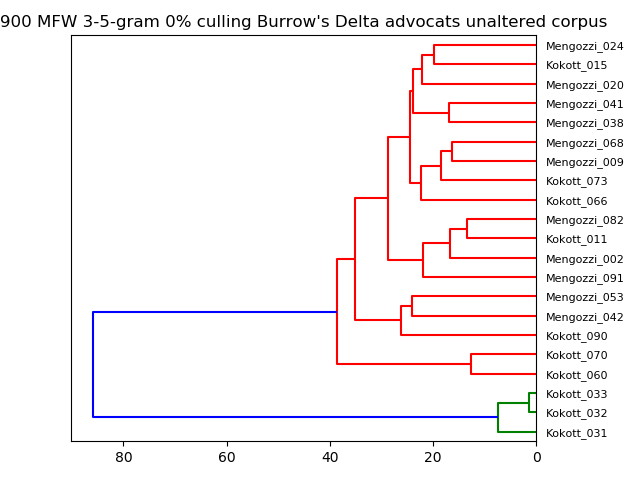 900 MFW 3-5-gram 0% culling Burrow's Delta advocats unaltered corpus
Mengozzi_024
Kokott_015
Mengozzi_020
Mengozzi_041
Mengozzi_038
Mengozzi_068
Mengozzi_009
Kokott_073
Kokott_066
Mengozzi_082
Kokott_011
Mengozzi_002
Mengozzi_091
Mengozzi_053
Mengozzi_042
Kokott_090
Kokott_070
Kokott_060
Kokott_033
Kokott_032
Kokott_031
80 60 40 20 0